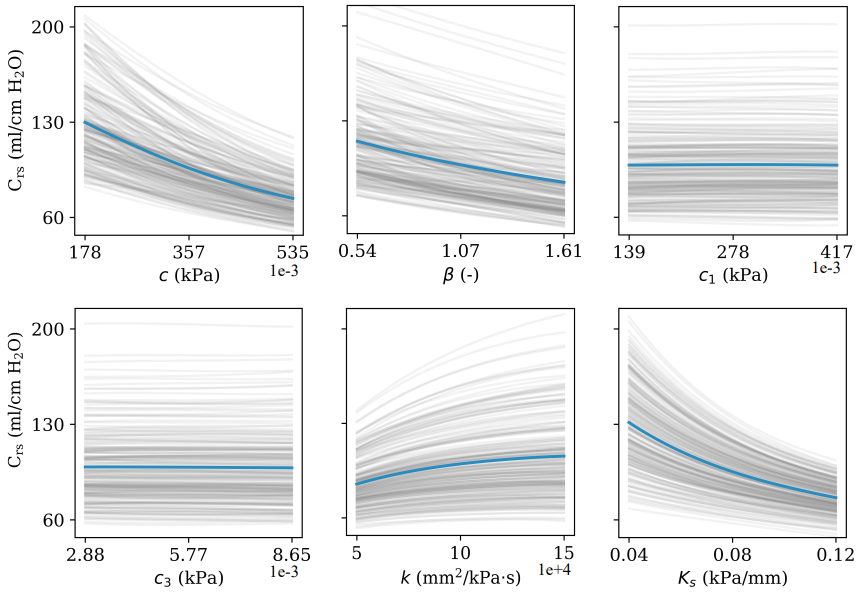 200
130
60
C_rs (ml/cm H₂O)
178 357 535
1e-3
c (kPa)
0.54 1.07 1.61
β (-)
139 278 417
1e-3
c₁ (kPa)
200
130
60
C_rs (ml/cm H₂O)
2.88 5.77 8.65
1e-3
c₃ (kPa)
5 10 15
1e+4
k (mm²/kPa·s)
0.04 0.08 0.12
K_s (kPa/mm)